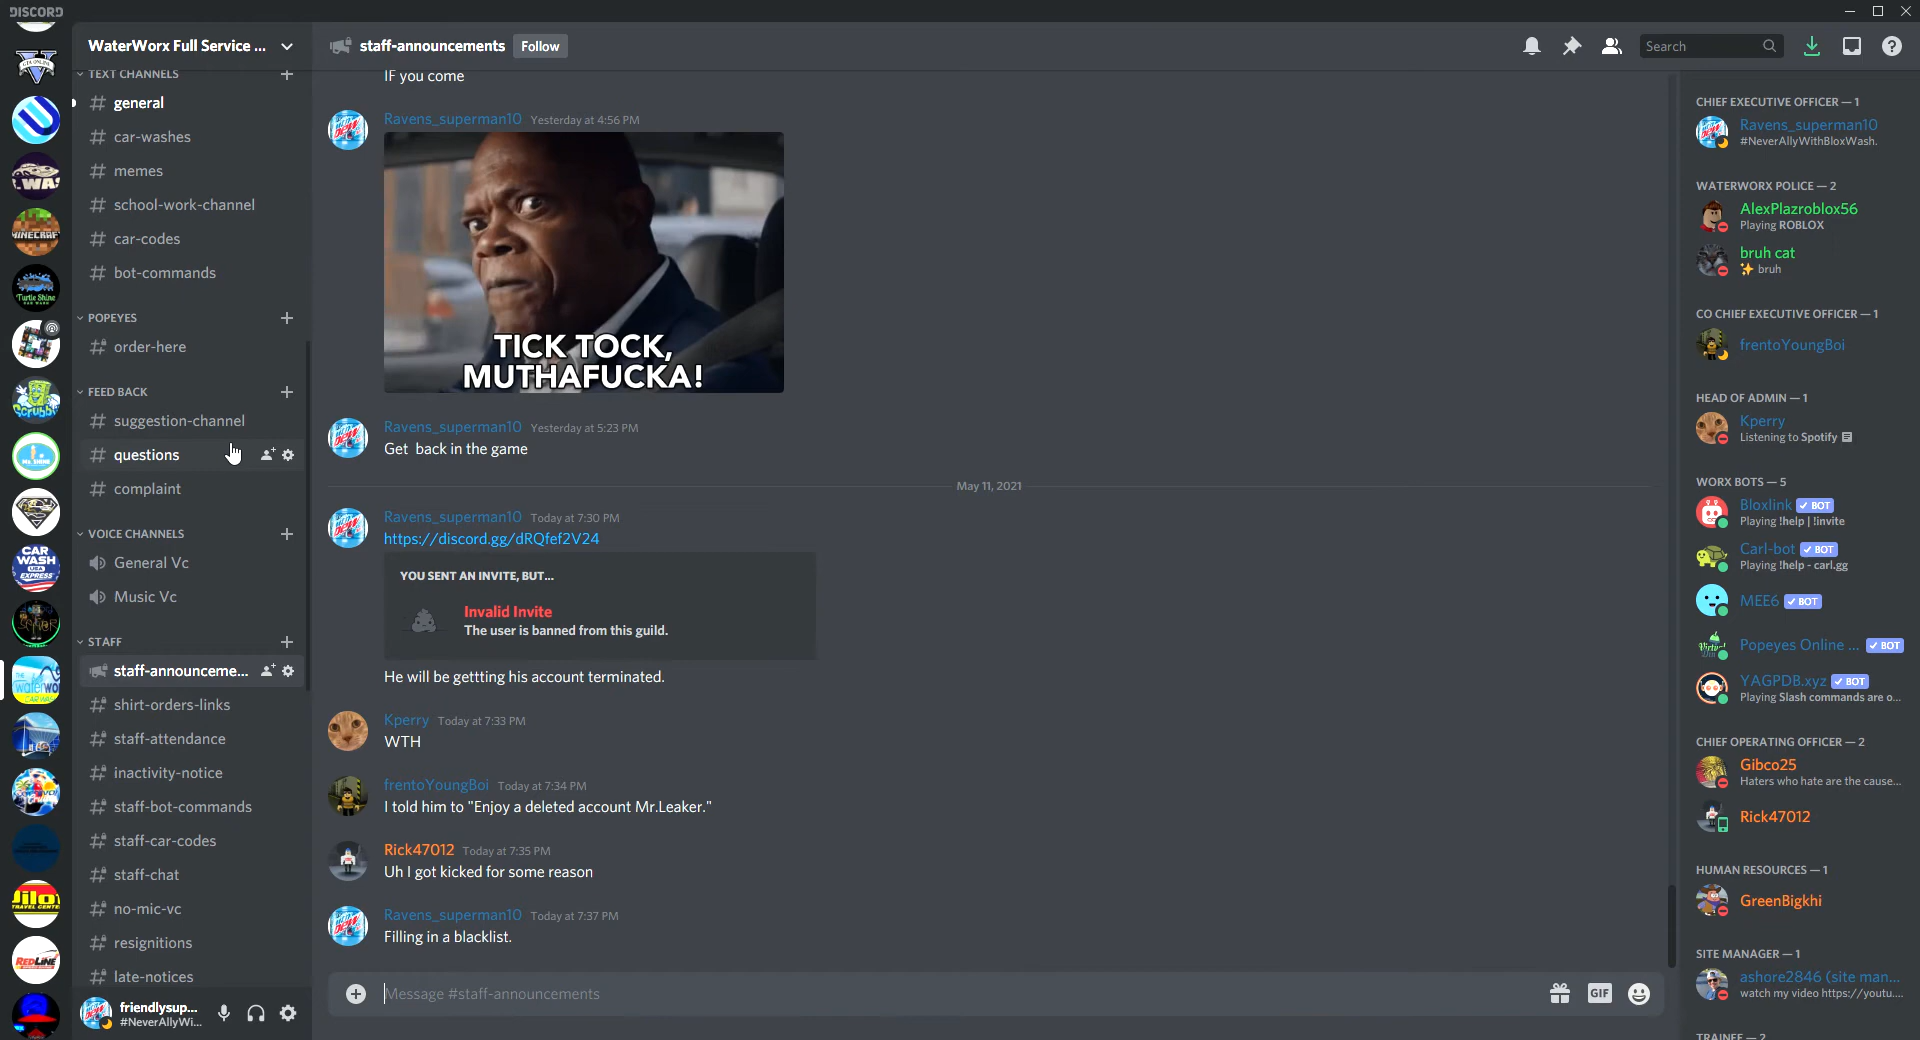 DISCORD
WaterWorx Full Service ...
TEXT CHANNELS
general
car-washes
memes
school-work-channel
car-codes
bot-commands
POPEYES
order-here
FEED BACK
suggestion-channel
questions
complaint
VOICE CHANNELS
General Vc
Music Vc
STAFF
staff-announceme...
shirt-orders-links
staff-attendance
inactivity-notice
staff-bot-commands
staff-car-codes
staff-chat
no-mic-vc
resignitions
late-notices
friendlysup...
#NeverAllyWi...
staff-announcements
Follow
Search
IF you come
Ravens_superman10 Yesterday at 4:56 PM
TICK TOCK,
MUTHAFUCKA!
Ravens_superman10 Yesterday at 5:23 PM
Get back in the game
May 11, 2021
Ravens_superman10 Today at 7:30 PM
https://discord.gg/dRQfef2V24
YOU SENT AN INVITE, BUT...
Invalid Invite
The user is banned from this guild.
He will be gettting his account terminated.
Kperry Today at 7:33 PM
WTH
frentoYoungBoi Today at 7:34 PM
I told him to "Enjoy a deleted account Mr.Leaker."
Rick47012 Today at 7:35 PM
Uh I got kicked for some reason
Ravens_superman10 Today at 7:37 PM
Filling in a blacklist.
Message #staff-announcements
GIF
CHIEF EXECUTIVE OFFICER — 1
Ravens_superman10
#NeverAllyWithBloxWash.
WATERWORX POLICE — 2
AlexPlazroblox56
Playing ROBLOX
bruh cat
✨ bruh
CO CHIEF EXECUTIVE OFFICER — 1
frentoYoungBoi
HEAD OF ADMIN — 1
Kperry
Listening to Spotify
WORX BOTS — 5
Bloxlink ✓ BOT
Playing !help | !invite
Carl-bot ✓ BOT
Playing !help - carl.gg
MEE6 ✓ BOT
Popeyes Online ... ✓ BOT
YAGPDB.xyz ✓ BOT
Playing Slash commands are o...
CHIEF OPERATING OFFICER — 2
Gibco25
Haters who hate are the cause...
Rick47012
HUMAN RESOURCES — 1
GreenBigkhi
SITE MANAGER — 1
ashore2846 (site man...
watch my video https://youtu....
TRAINEE — 2
MINECRAFT
Turtle Shine
CAR WASH
USA
EXPRESS
REDLINE